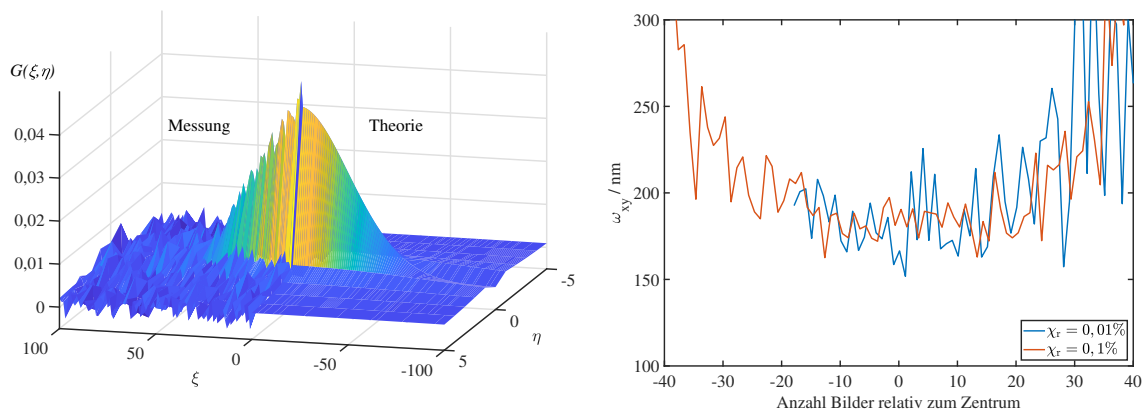 G(ξ,η)
Messung
Theorie
0,04
0,03
0,02
0,01
0
100
50
0
-50
-100
ξ
5
0
-5
η
300
250
200
150
100
ω_xy / nm
-40 -30 -20 -10 0 10 20 30 40
Anzahl Bilder relativ zum Zentrum
χ_r = 0,01%
χ_r = 0,1%